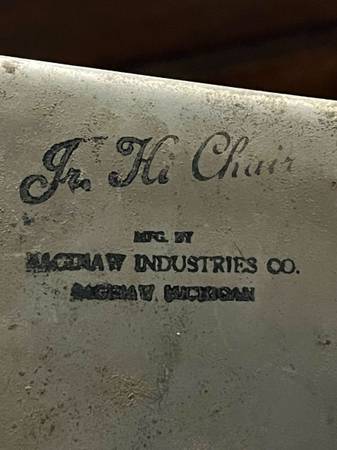 Jr. Hi Chair
MFG. BY
SAGINAW INDUSTRIES CO.
SAGINAW, MICHIGAN